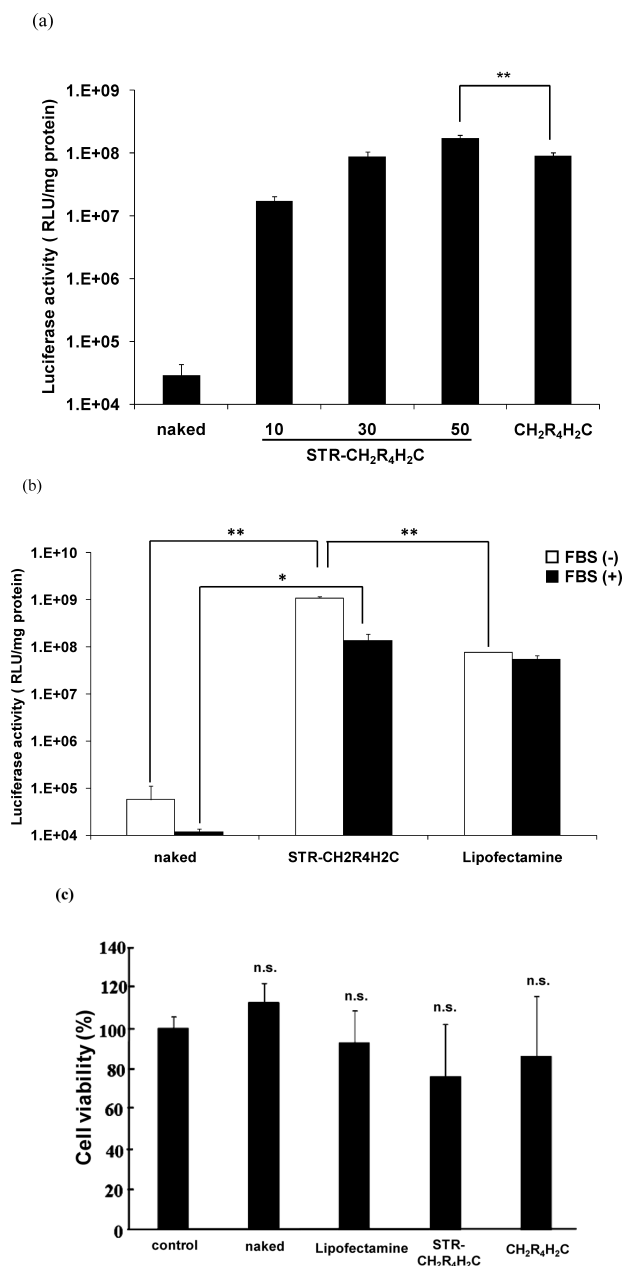 (a)
Luciferase activity ( RLU/mg protein)
1.E+09
1.E+08
1.E+07
1.E+06
1.E+05
1.E+04
**
naked
10
30
50
CH₂R₄H₂C
STR-CH₂R₄H₂C
(b)
Luciferase activity ( RLU/mg protein)
1.E+10
1.E+09
1.E+08
1.E+07
1.E+06
1.E+05
1.E+04
**
**
*
FBS (-)
FBS (+)
naked
STR-CH2R4H2C
Lipofectamine
(c)
Cell viability (%)
140
120
100
80
60
40
20
0
n.s.
n.s.
n.s.
n.s.
control
naked
Lipofectamine
STR-
CH₂R₄H₂C
CH₂R₄H₂C